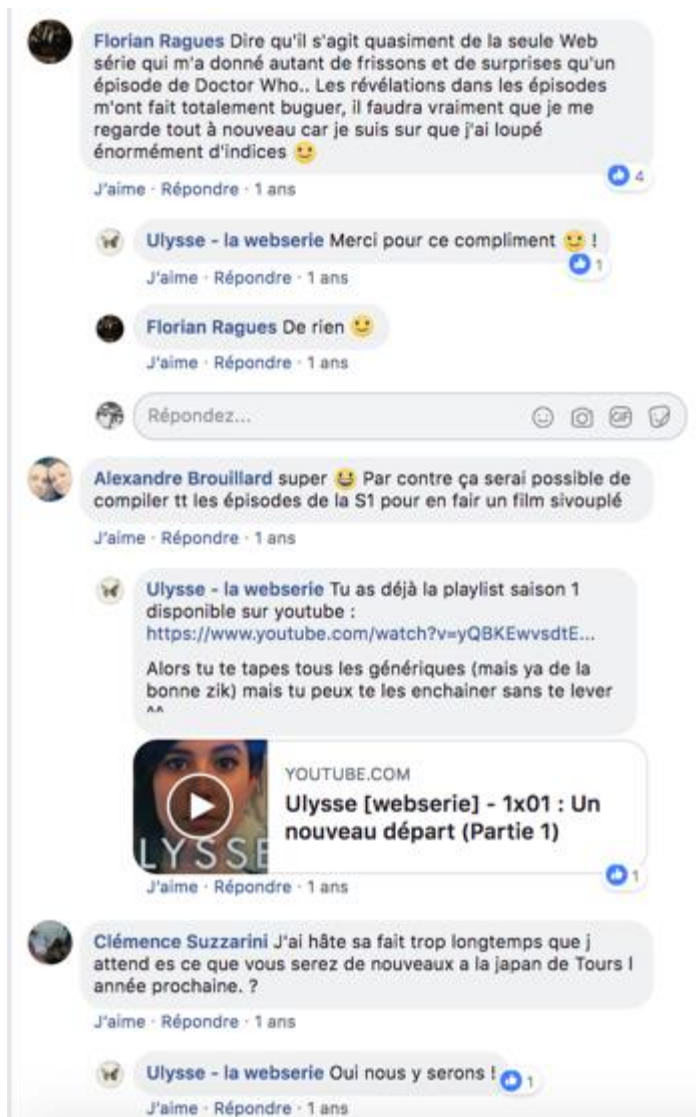 Florian Ragues Dire qu'il s'agit quasiment de la seule Web
série qui m'a donné autant de frissons et de surprises qu'un
épisode de Doctor Who.. Les révélations dans les épisodes
m'ont fait totalement buguer, il faudra vraiment que je me
regarde tout à nouveau car je suis sur que j'ai loupé
énormément d'indices 🙂
4
J'aime · Répondre · 1 ans
Ulysse - la webserie Merci pour ce compliment 🙂 !
1
J'aime · Répondre · 1 ans
Florian Ragues De rien 🙂
J'aime · Répondre · 1 ans
Répondez...
GIF
Alexandre Brouillard super 😀 Par contre ça serai possible de
compiler tt les épisodes de la S1 pour en fair un film sivouplé
J'aime · Répondre · 1 ans
Ulysse - la webserie Tu as déjà la playlist saison 1
disponible sur youtube :
https://www.youtube.com/watch?v=yQBKEwvsdtE...
Alors tu te tapes tous les génériques (mais ya de la
bonne zik) mais tu peux te les enchainer sans te lever
^^
LYSSE
YOUTUBE.COM
Ulysse [webserie] - 1x01 : Un
nouveau départ (Partie 1)
1
J'aime · Répondre · 1 ans
Clémence Suzzarini J'ai hâte sa fait trop longtemps que j
attend es ce que vous serez de nouveaux a la japan de Tours l
année prochaine. ?
J'aime · Répondre · 1 ans
Ulysse - la webserie Oui nous y serons !
1
J'aime · Répondre · 1 ans